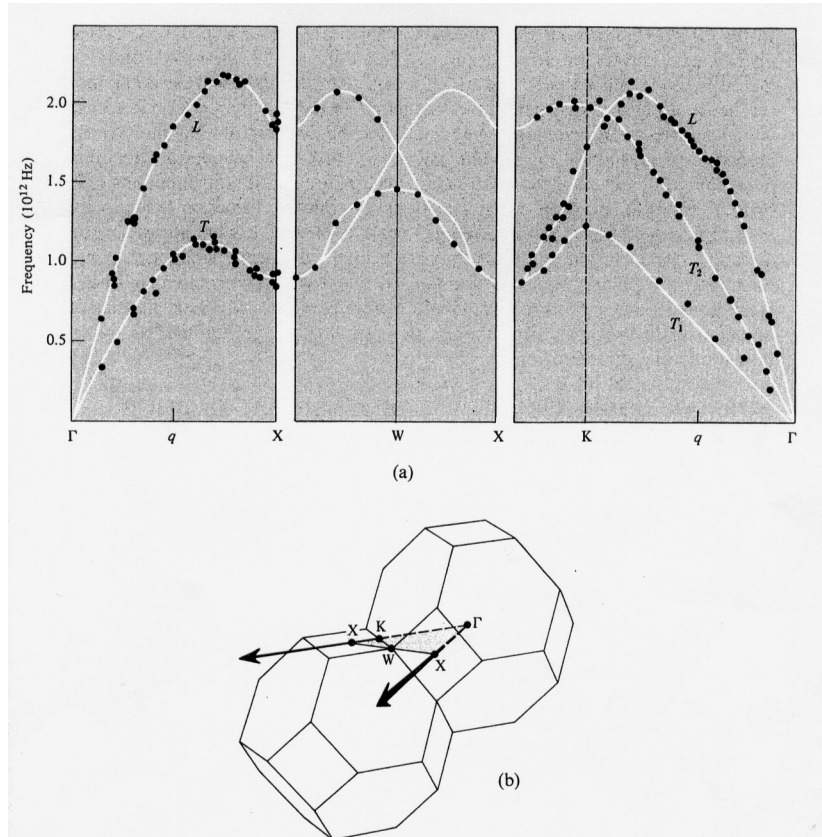 Frequency (10¹² Hz)
2.0
1.5
1.0
0.5
L
T
L
T₂
T₁
Γ q X W X K q Γ
(a)
X K Γ
W X
(b)